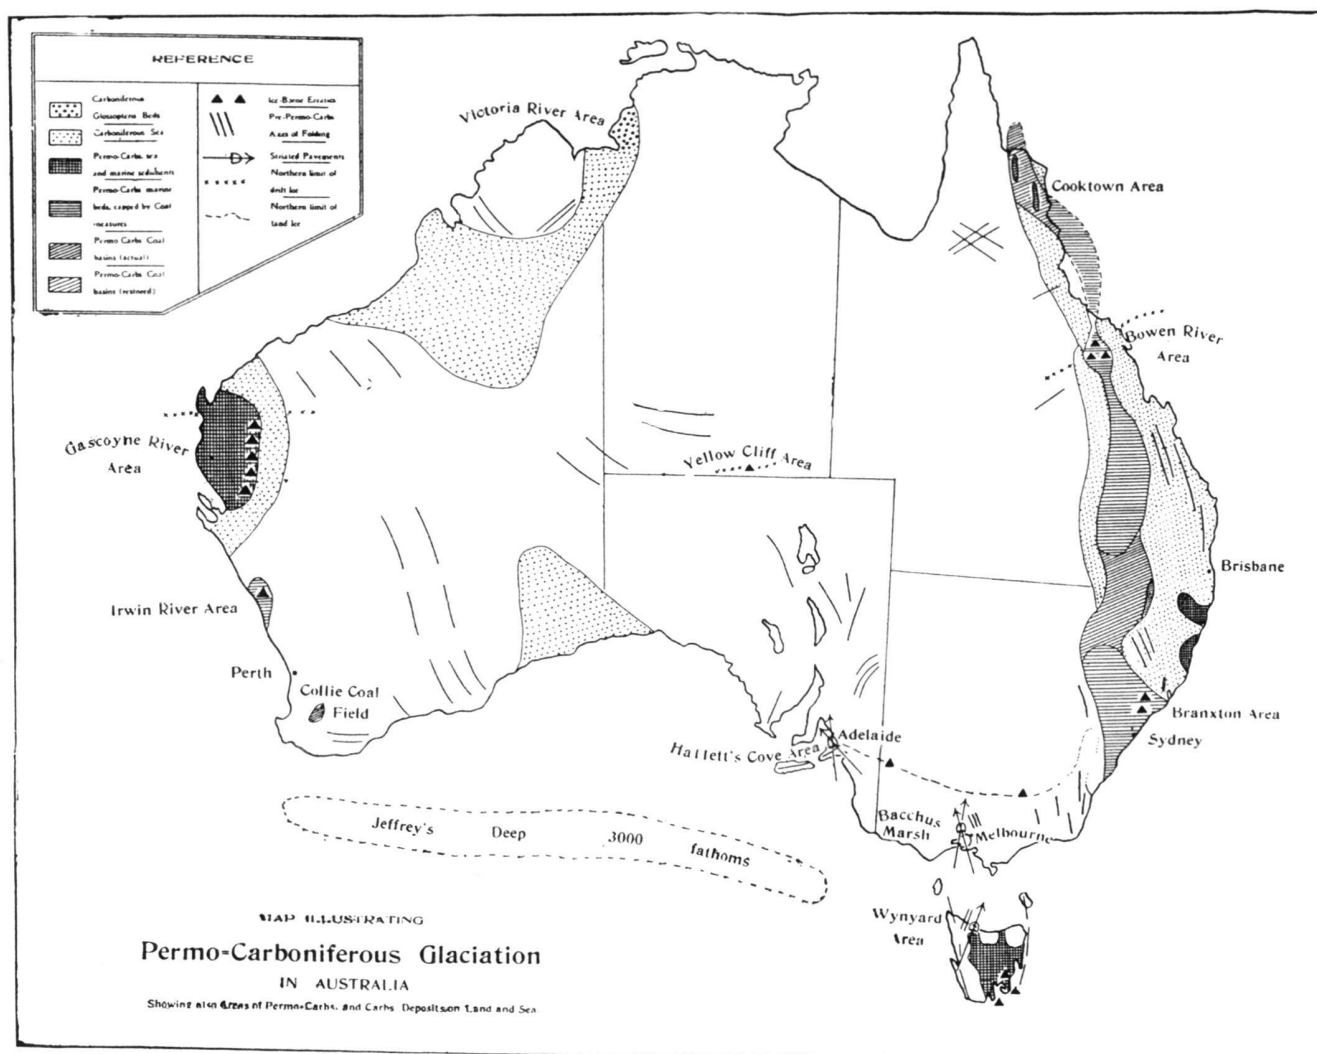 REFERENCE
Carboniferous
Glossopteris Beds
Carboniferous Sea
Permo-Carbs. sea
and marine sediments
Permo-Carbs marine
beds, capped by Coal
measures
Permo Carbs Coal
basins (actual)
Permo-Carbs Coal
basins (restored)
Ice-Borne Erratics
Pre-Permo-Carbs
Axes of Folding
Striated Pavements
Northern limit of
drift ice
Northern limit of
land ice
Victoria River Area
Cooktown Area
Bowen River
Area
Gascoyne River
Area
Yellow Cliff Area
Brisbane
Irwin River Area
Perth
Collie Coal
Field
Branxton Area
Sydney
Hallett's Cove Area
Adelaide
Bacchus
Marsh
Melbourne
Jeffrey's Deep 3000 fathoms
Wynyard
Area
MAP ILLUSTRATING
Permo=Carboniferous Glaciation
IN AUSTRALIA
Showing also Areas of Permo=Carbs. and Carbs Deposits on Land and Sea